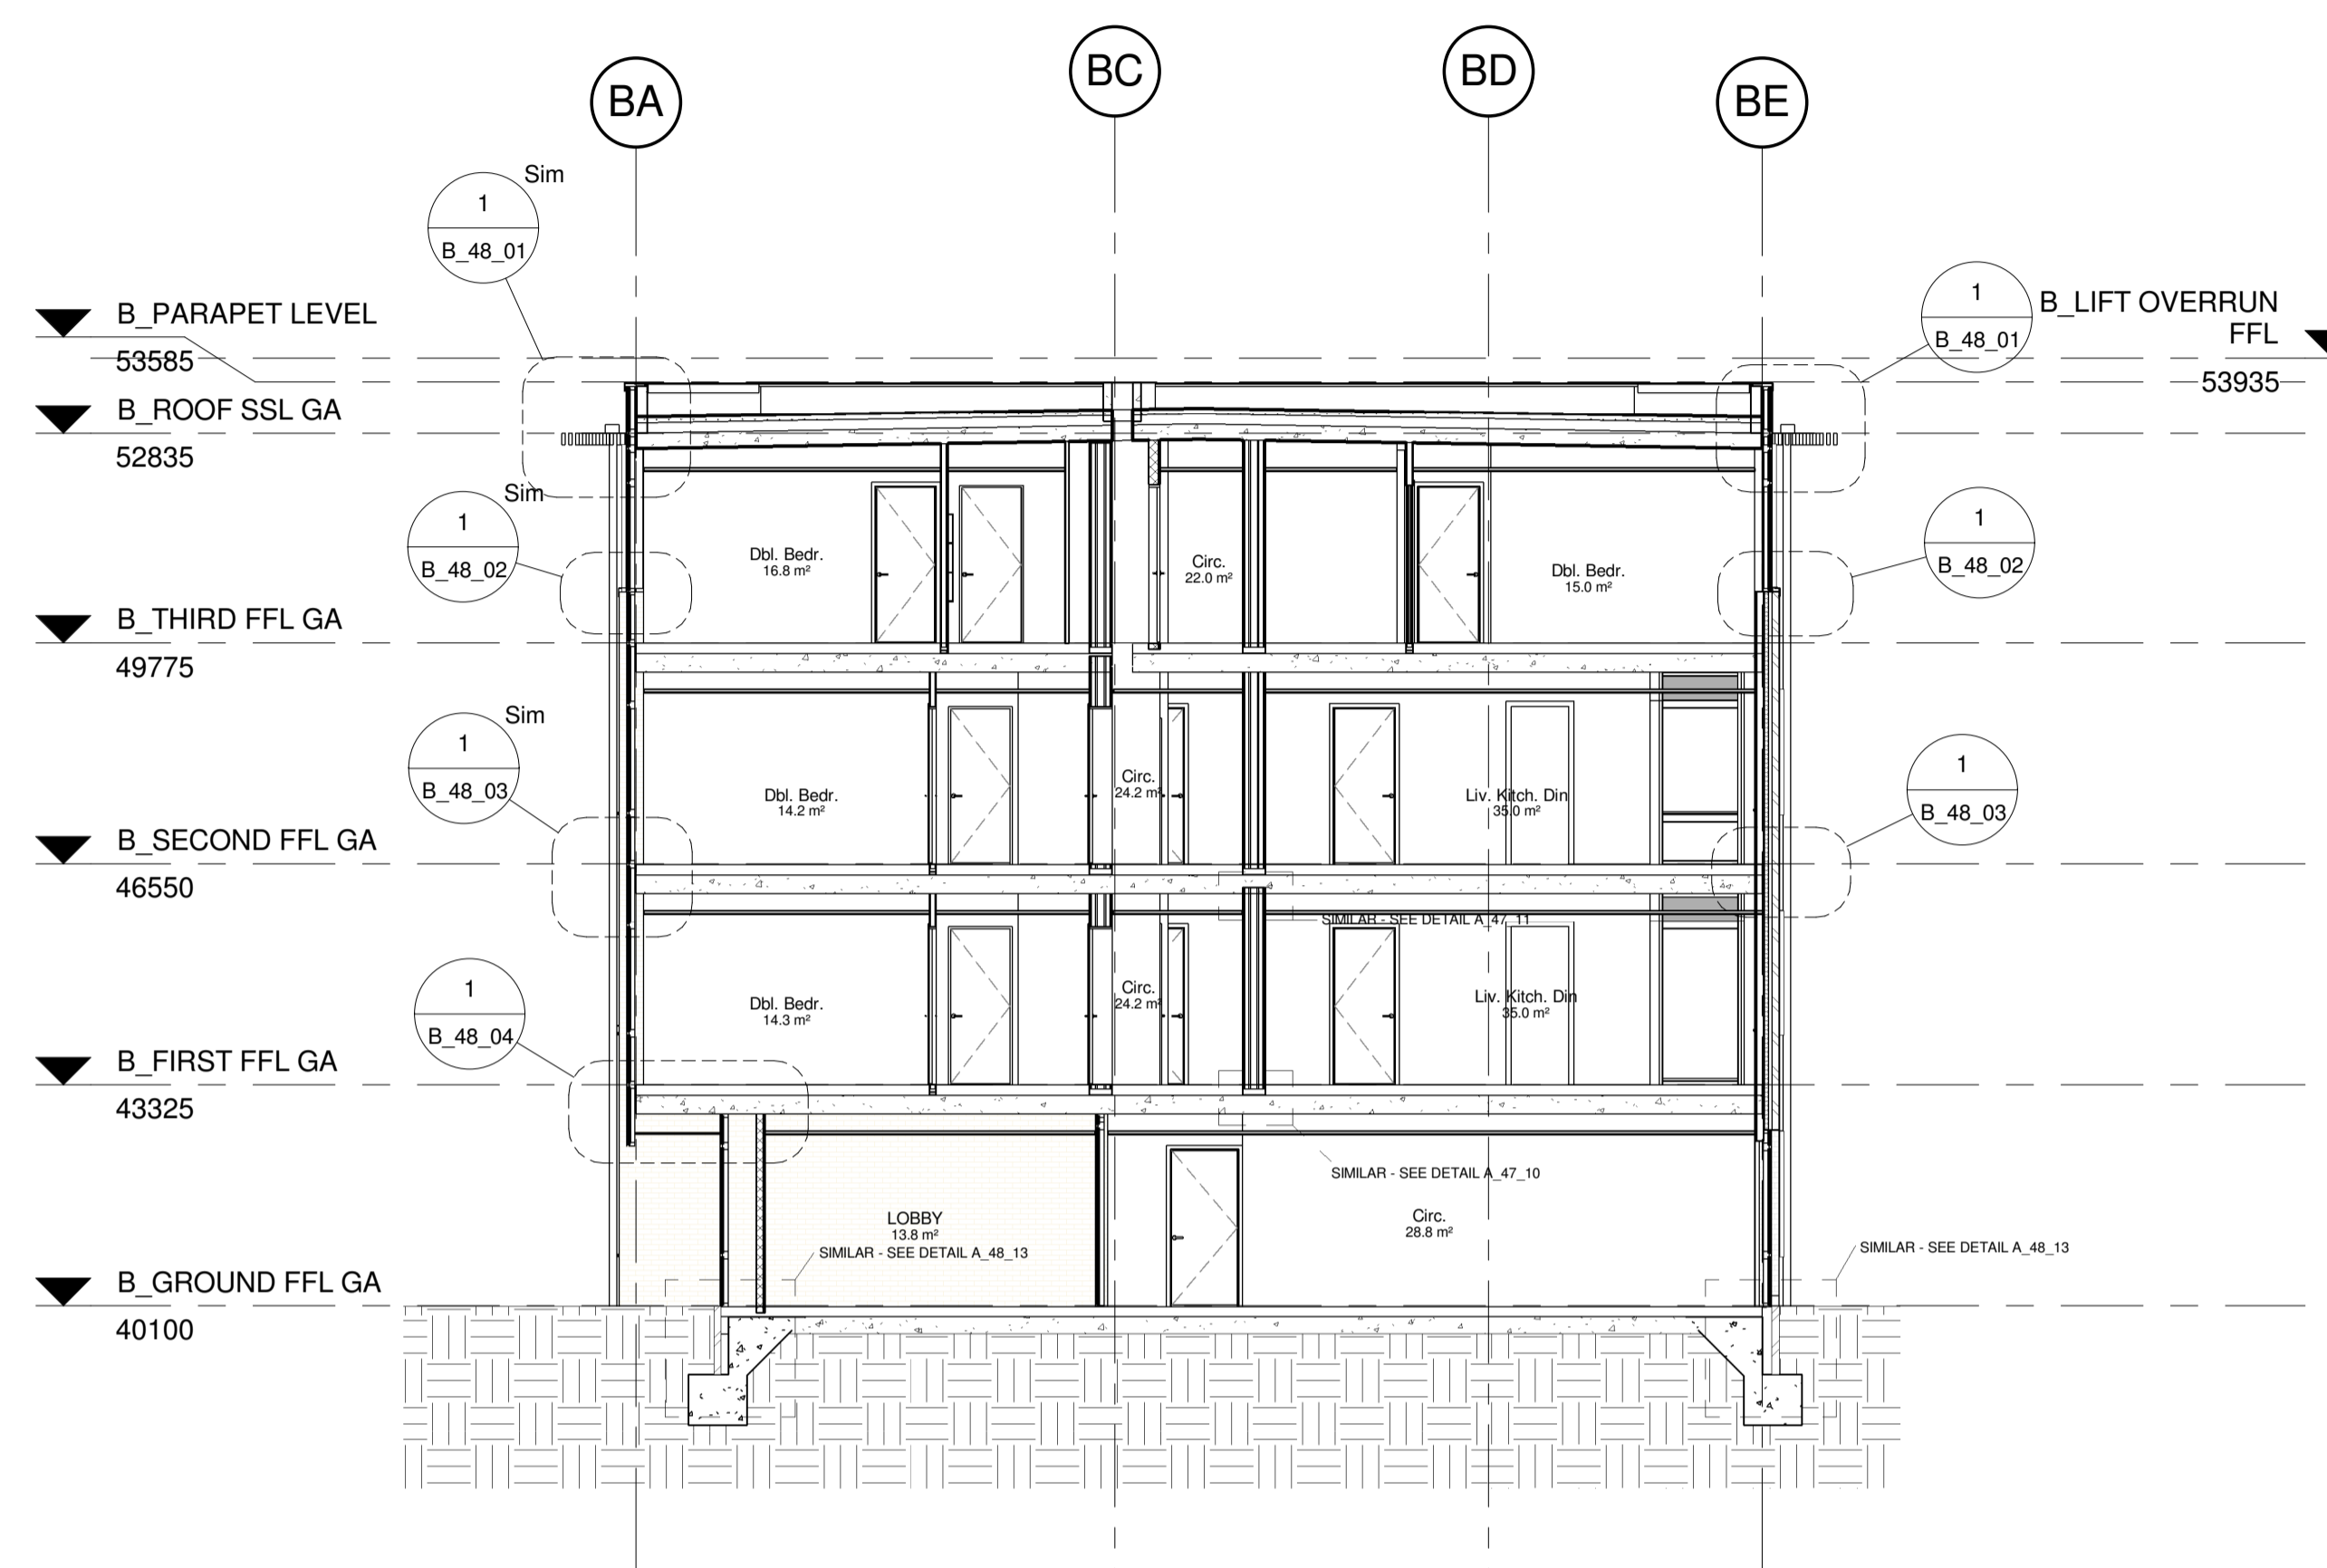 BA
BC
BD
BE
Sim
1
B_48_01
1
B_48_01
B_PARAPET LEVEL
53585
B_LIFT OVERRUN
FFL
53935
B_ROOF SSL GA
52835
Sim
1
B_48_02
1
B_48_02
Dbl. Bedr.
16.8 m²
Circ.
22.0 m²
Dbl. Bedr.
15.0 m²
B_THIRD FFL GA
49775
Sim
1
B_48_03
1
B_48_03
Dbl. Bedr.
14.2 m²
Circ.
24.2 m²
Liv. Kitch. Din
35.0 m²
B_SECOND FFL GA
46550
SIMILAR - SEE DETAIL A_47_11
1
B_48_04
Dbl. Bedr.
14.3 m²
Circ.
24.2 m²
Liv. Kitch. Din
35.0 m²
B_FIRST FFL GA
43325
SIMILAR - SEE DETAIL A_47_10
LOBBY
13.8 m²
Circ.
28.8 m²
SIMILAR - SEE DETAIL A_48_13
SIMILAR - SEE DETAIL A_48_13
B_GROUND FFL GA
40100